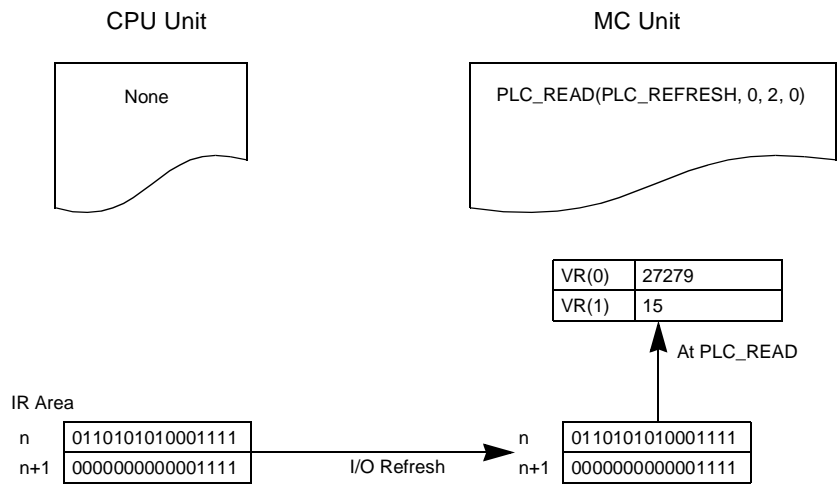 CPU Unit
MC Unit
None
PLC_READ(PLC_REFRESH, 0, 2, 0)
VR(0) 27279
VR(1) 15
At PLC_READ
IR Area
n 0110101010001111
n+1 0000000000001111
I/O Refresh
n 0110101010001111
n+1 0000000000001111